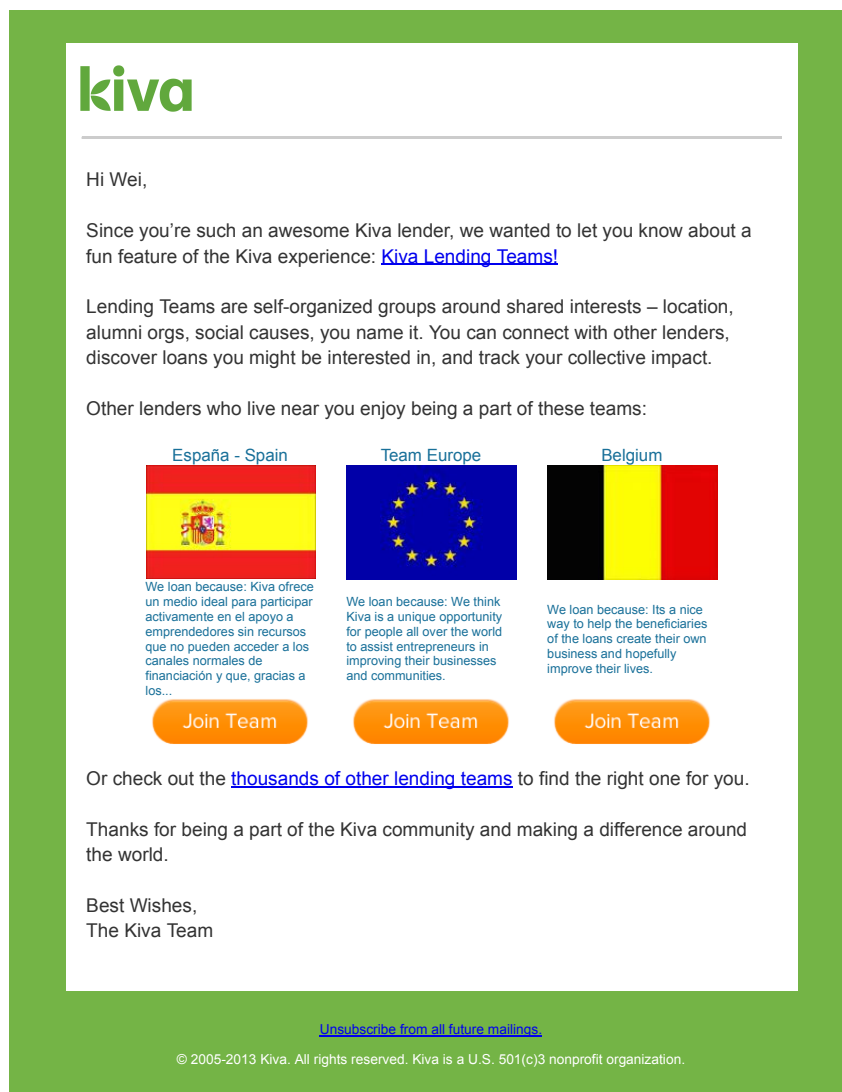 kiva
Hi Wei,
Since you’re such an awesome Kiva lender, we wanted to let you know about a
fun feature of the Kiva experience: Kiva Lending Teams!
Lending Teams are self-organized groups around shared interests – location,
alumni orgs, social causes, you name it. You can connect with other lenders,
discover loans you might be interested in, and track your collective impact.
Other lenders who live near you enjoy being a part of these teams:
España - Spain
We loan because: Kiva ofrece
un medio ideal para participar
activamente en el apoyo a
emprendedores sin recursos
que no pueden acceder a los
canales normales de
financiación y que, gracias a
los...
Join Team
Team Europe
We loan because: We think
Kiva is a unique opportunity
for people all over the world
to assist entrepreneurs in
improving their businesses
and communities.
Join Team
Belgium
We loan because: Its a nice
way to help the beneficiaries
of the loans create their own
business and hopefully
improve their lives.
Join Team
Or check out the thousands of other lending teams to find the right one for you.
Thanks for being a part of the Kiva community and making a difference around
the world.
Best Wishes,
The Kiva Team
Unsubscribe from all future mailings.
© 2005-2013 Kiva. All rights reserved. Kiva is a U.S. 501(c)3 nonprofit organization.